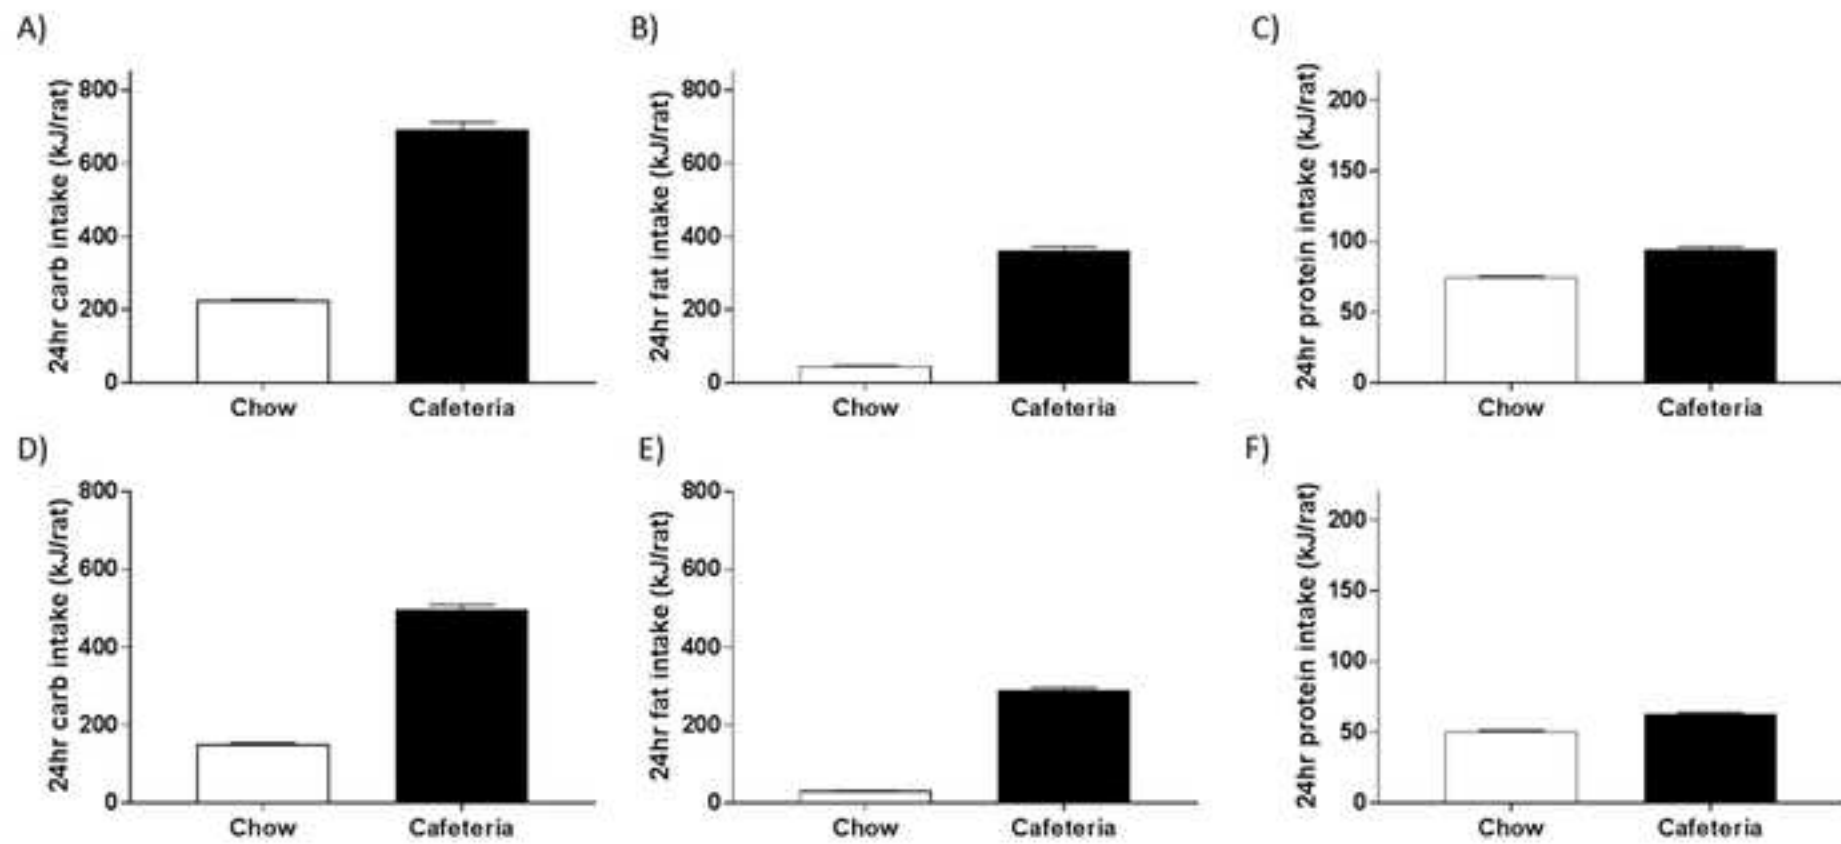 A)
24hr carb intake (kJ/rat)
800
600
400
200
0
Chow Cafeteria
B)
24hr fat intake (kJ/rat)
800
600
400
200
0
Chow Cafeteria
C)
24hr protein intake (kJ/rat)
200
150
100
50
0
Chow Cafeteria
D)
24hr carb intake (kJ/rat)
800
600
400
200
0
Chow Cafeteria
E)
24hr fat intake (kJ/rat)
800
600
400
200
0
Chow Cafeteria
F)
24hr protein intake (kJ/rat)
200
150
100
50
0
Chow Cafeteria